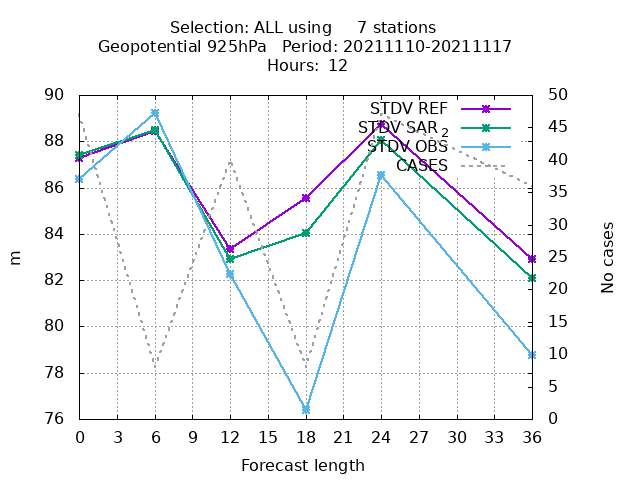 Selection: ALL using 7 stations
Geopotential 925hPa Period: 20211110-20211117
Hours: 12
90
88
86
84
82
80
78
76
m
50
45
40
35
30
25
20
15
10
5
0
No cases
STDV REF
STDV SAR 2
STDV OBS
CASES
0 3 6 9 12 15 18 21 24 27 30 33 36
Forecast length